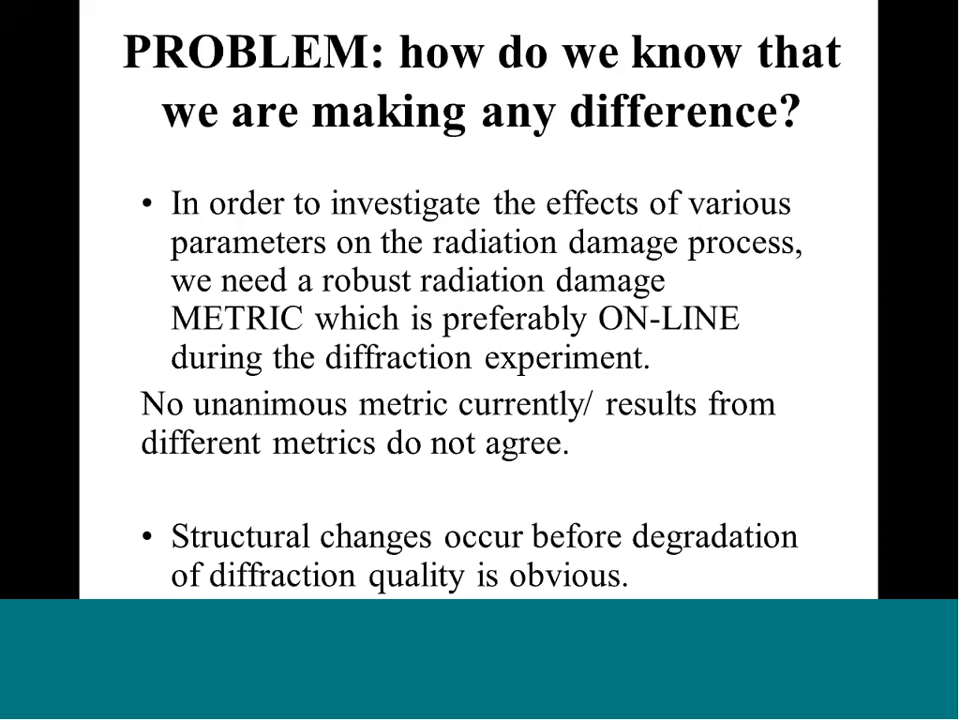 PROBLEM: how do we know that
we are making any difference?
• In order to investigate the effects of various
parameters on the radiation damage process,
we need a robust radiation damage
METRIC which is preferably ON-LINE
during the diffraction experiment.
No unanimous metric currently/ results from
different metrics do not agree.
• Structural changes occur before degradation
of diffraction quality is obvious.